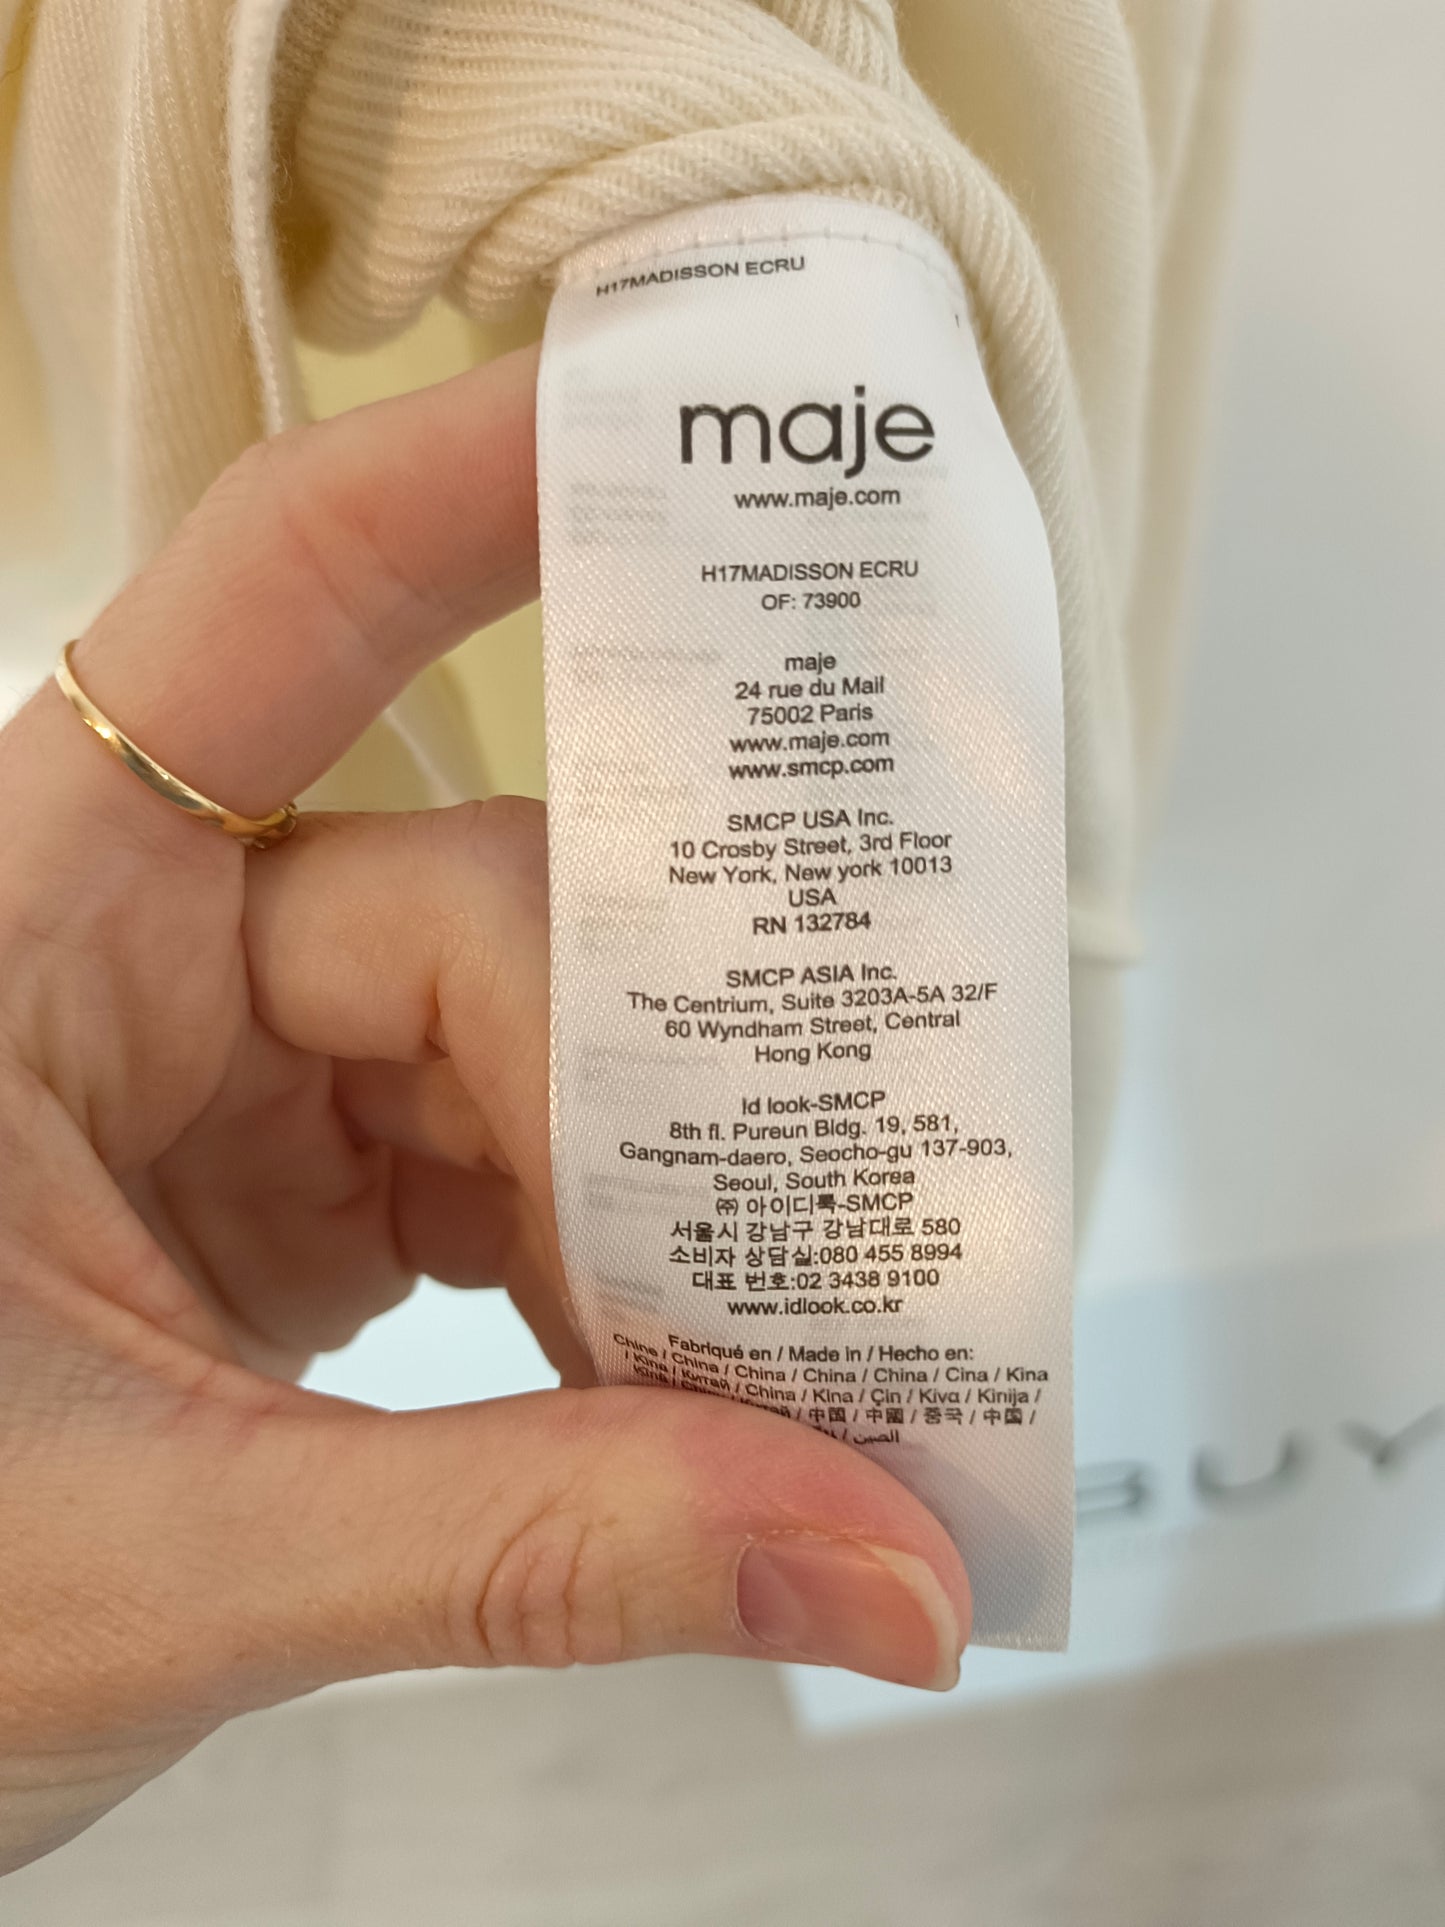 H17MADISSON ECRU
maje
www.maje.com
H17MADISSON ECRU
OF: 73900
maje
24 rue du Mail
75002 Paris
www.maje.com
www.smcp.com
SMCP USA Inc.
10 Crosby Street, 3rd Floor
New York, New york 10013
USA
RN 132784
SMCP ASIA Inc.
The Centrium, Suite 3203A-5A 32/F
60 Wyndham Street, Central
Hong Kong
Id look-SMCP
8th fl. Pureun Bldg. 19, 581,
Gangnam-daero, Seocho-gu 137-903,
Seoul, South Korea
㈜ 아이디룩-SMCP
서울시 강남구 강남대로 580
소비자 상담실:080 455 8994
대표 번호:02 3438 9100
www.idlook.co.kr
Fabriqué en / Made in / Hecho en:
Chine / China / China / China / China / Cina / Kina
/ Kina / Китай / China / Kina / Çin / Κίνα / Kinija /
Kína / Китай / 中国 / 中國 / 중국 / 中国 /
الصين /
BUY